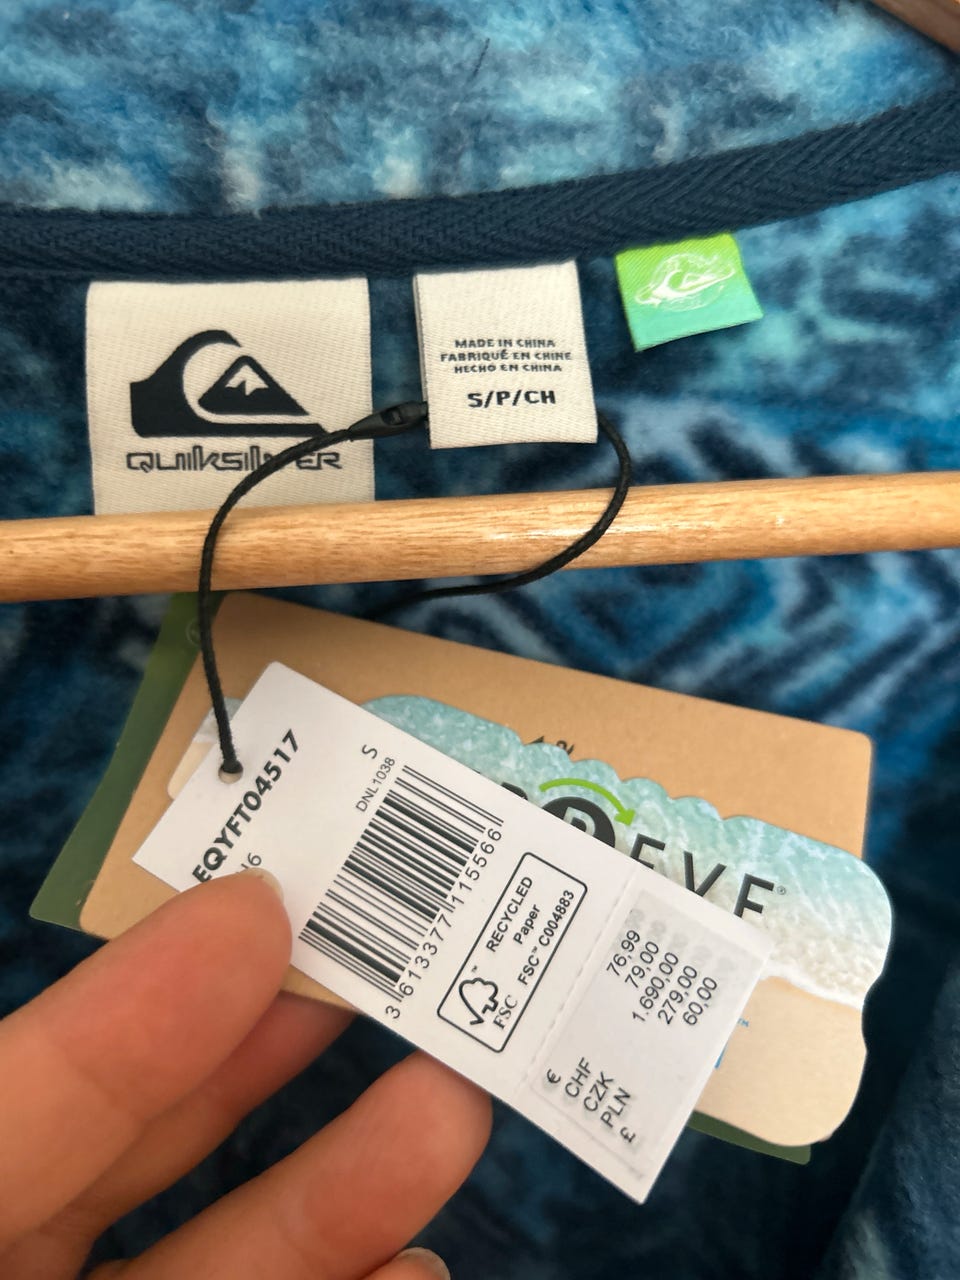 QUIKSILVER
MADE IN CHINA
FABRIQUÉ EN CHINE
HECHO EN CHINA
S/P/CH
EQYFT04517
DNL1038
S
3 613377 115566
RECYCLED
Paper
FSC™ C004883
FSC
€ 76,99
CHF 79,00
CZK 1.690,00
PLN 279,00
£ 60,00